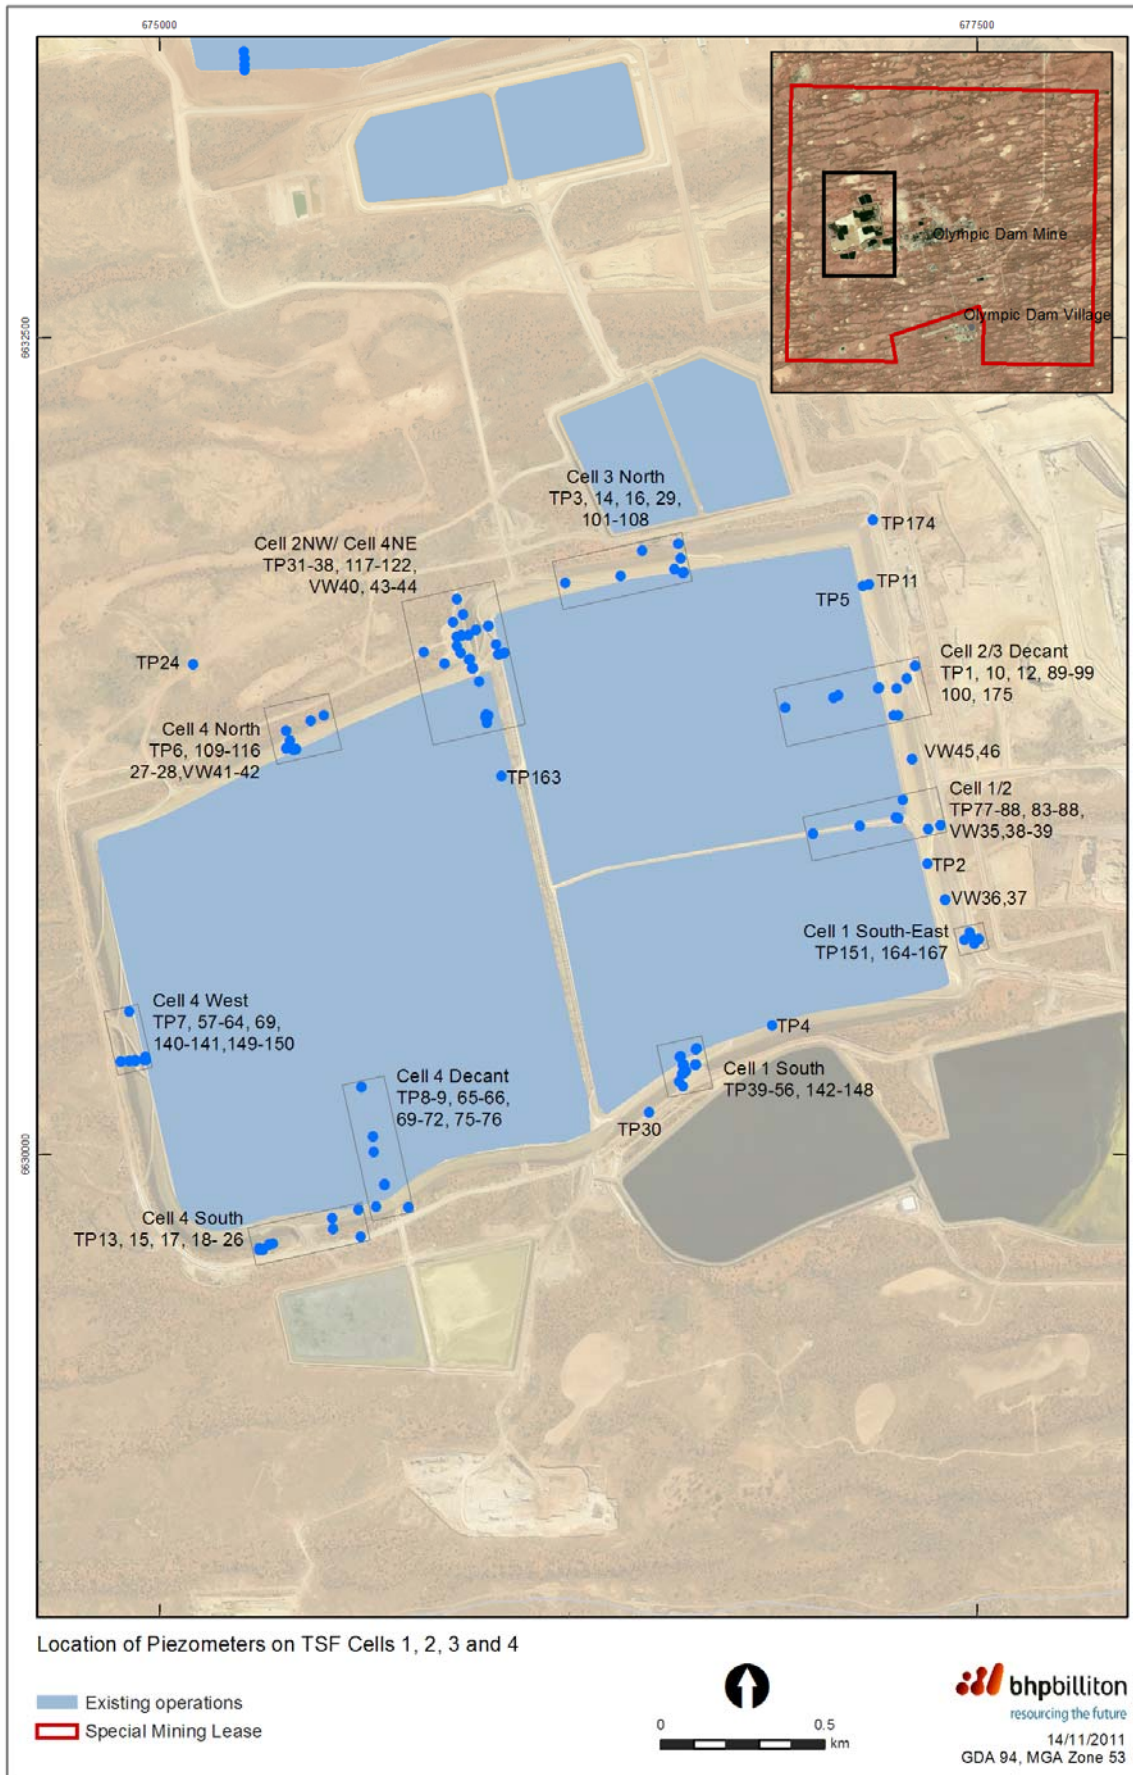 675000
677500
6632500
6630000
Olympic Dam Mine
Olympic Dam Village
Cell 3 North
TP3, 14, 16, 29,
101-108
TP174
Cell 2NW/ Cell 4NE
TP31-38, 117-122,
VW40, 43-44
TP11
TP5
TP24
Cell 2/3 Decant
TP1, 10, 12, 89-99
100, 175
Cell 4 North
TP6, 109-116
27-28,VW41-42
VW45,46
TP163
Cell 1/2
TP77-88, 83-88,
VW35,38-39
TP2
VW36,37
Cell 1 South-East
TP151, 164-167
Cell 4 West
TP7, 57-64, 69,
140-141,149-150
TP4
Cell 4 Decant
TP8-9, 65-66,
69-72, 75-76
Cell 1 South
TP39-56, 142-148
TP30
Cell 4 South
TP13, 15, 17, 18- 26
Location of Piezometers on TSF Cells 1, 2, 3 and 4
Existing operations
Special Mining Lease
0 0.5
km
bhpbilliton
resourcing the future
14/11/2011
GDA 94, MGA Zone 53